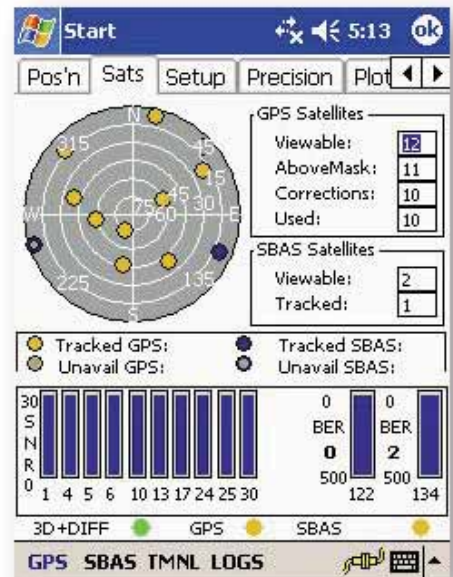 Start 5:13 ok
Pos'n Sats Setup Precision Plot
N
315 45
15
75 60 45 30
W E
225 135
S
GPS Satellites
Viewable: 12
AboveMask: 11
Corrections: 10
Used: 10
SBAS Satellites
Viewable: 2
Tracked: 1
Tracked GPS: Tracked SBAS:
Unavail GPS: Unavail SBAS:
30 SNR 0
0 BER 0 500
0 BER 2 500
1 4 5 6 10 13 17 24 25 30 122 134
3D+DIFF GPS SBAS
GPS SBAS TMNL LOGS